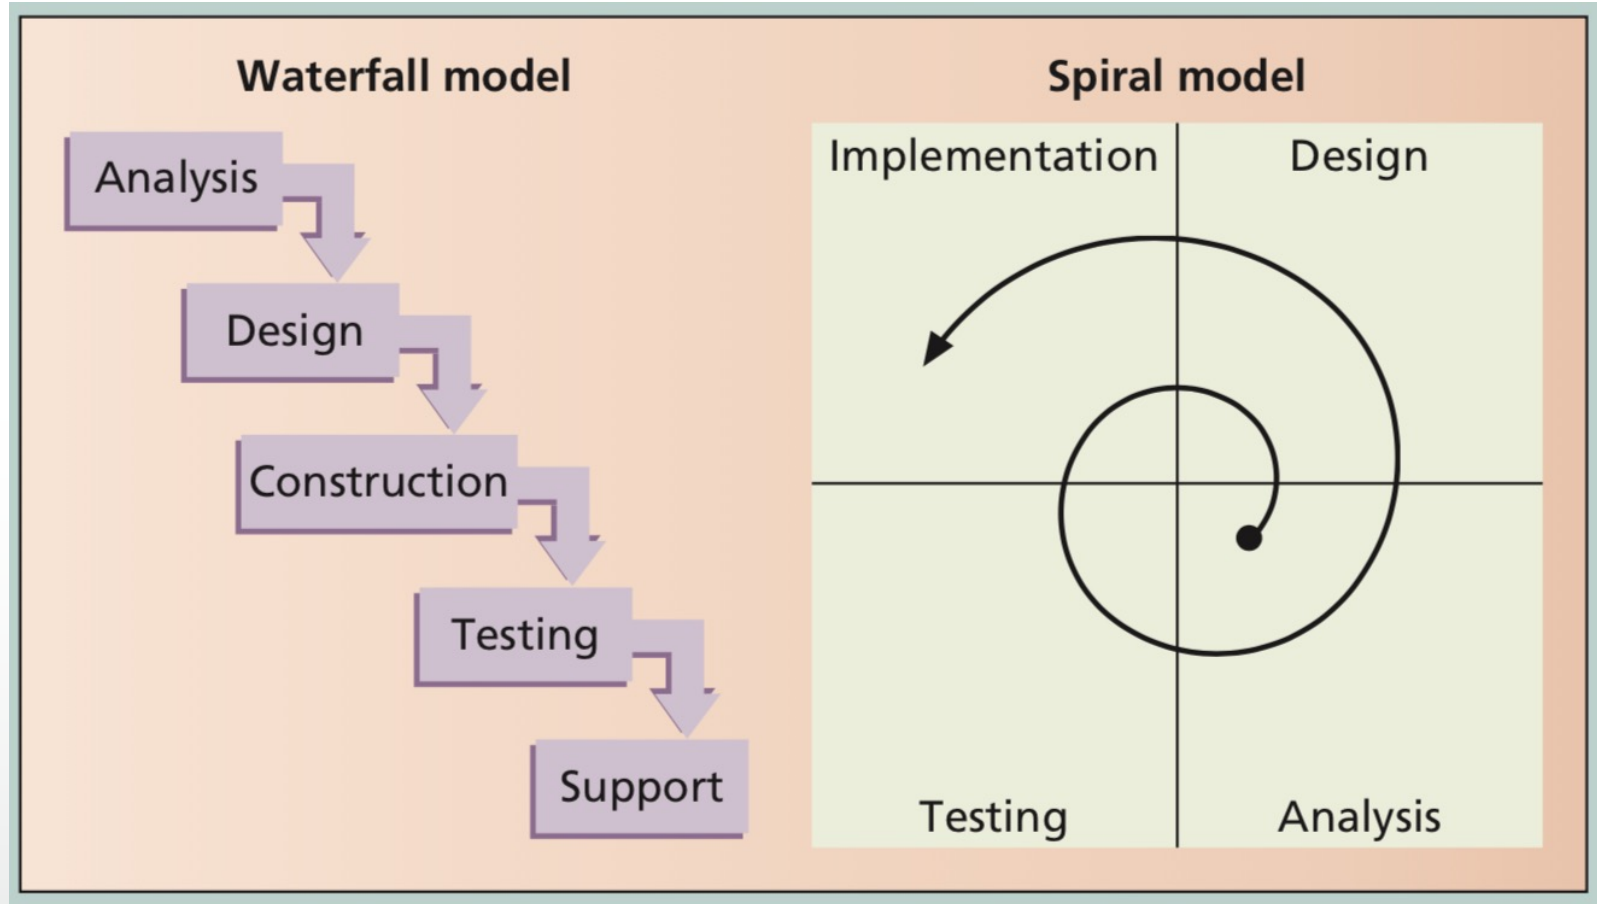 Waterfall model
Analysis
Design
Construction
Testing
Support
Spiral model
Implementation
Design
Testing
Analysis